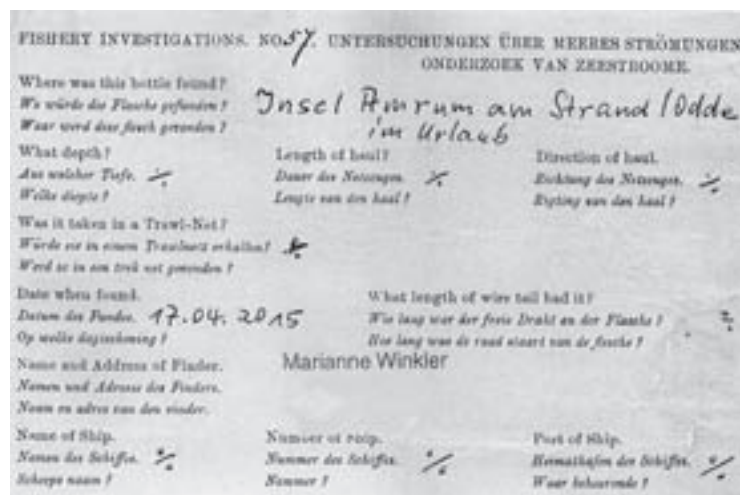 FISHERY INVESTIGATIONS. NO. 57. UNTERSUCHUNGEN ÜBER MEERES STRÖMUNGEN
ONDERZOEK VAN ZEESTROOME.
Where was this bottle found?
Wo würde die Flasche gefunden? Insel Amrum am Strand/Odde
Waar werd deze flesch gevonden? im Urlaub
What depth? Length of haul? Direction of haul.
Aus welcher Tiefe. ./. Dauer des Netzuges. ./. Richtung des Netzuges. ./.
Welke diepte? Lengte van den haal? Rigting van den haal?
Was it taken in a Trawl-Net?
Würde sie in einem Trawlnetz erhalten?
Werd ze in een trek net gevonden?
Date when found. What length of wire tail had it?
Datum des Fundes. 17.04.2015 Wie lang war der freie Draht an der Flasche? ?
Op welke dagteekening? Hoe lang was de staart van de flesche?
Name and Address of Finder. Marianne Winkler
Namen und Adresse des Finders.
Naam en adres van den vinder.
Name of Ship. Number of Ship. Port of Ship.
Namen des Schiffes. ./. Nummer des Schiffes. ./. Heimathafen des Schiffes. ./.
Scheeps naam? Nummer? Waar behoorende?